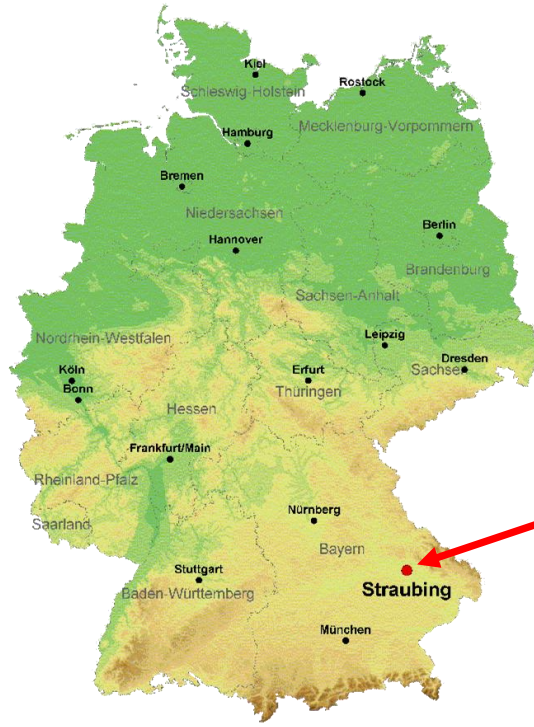 Kiel
Schleswig-Holstein
Rostock
Mecklenburg-Vorpommern
Hamburg
Bremen
Niedersachsen
Berlin
Hannover
Brandenburg
Sachsen-Anhalt
Nordrhein-Westfalen
Leipzig
Dresden
Köln
Erfurt
Sachsen
Bonn
Thüringen
Hessen
Frankfurt/Main
Rheinland-Pfalz
Nürnberg
Saarland
Bayern
Stuttgart
Straubing
Baden-Württemberg
München